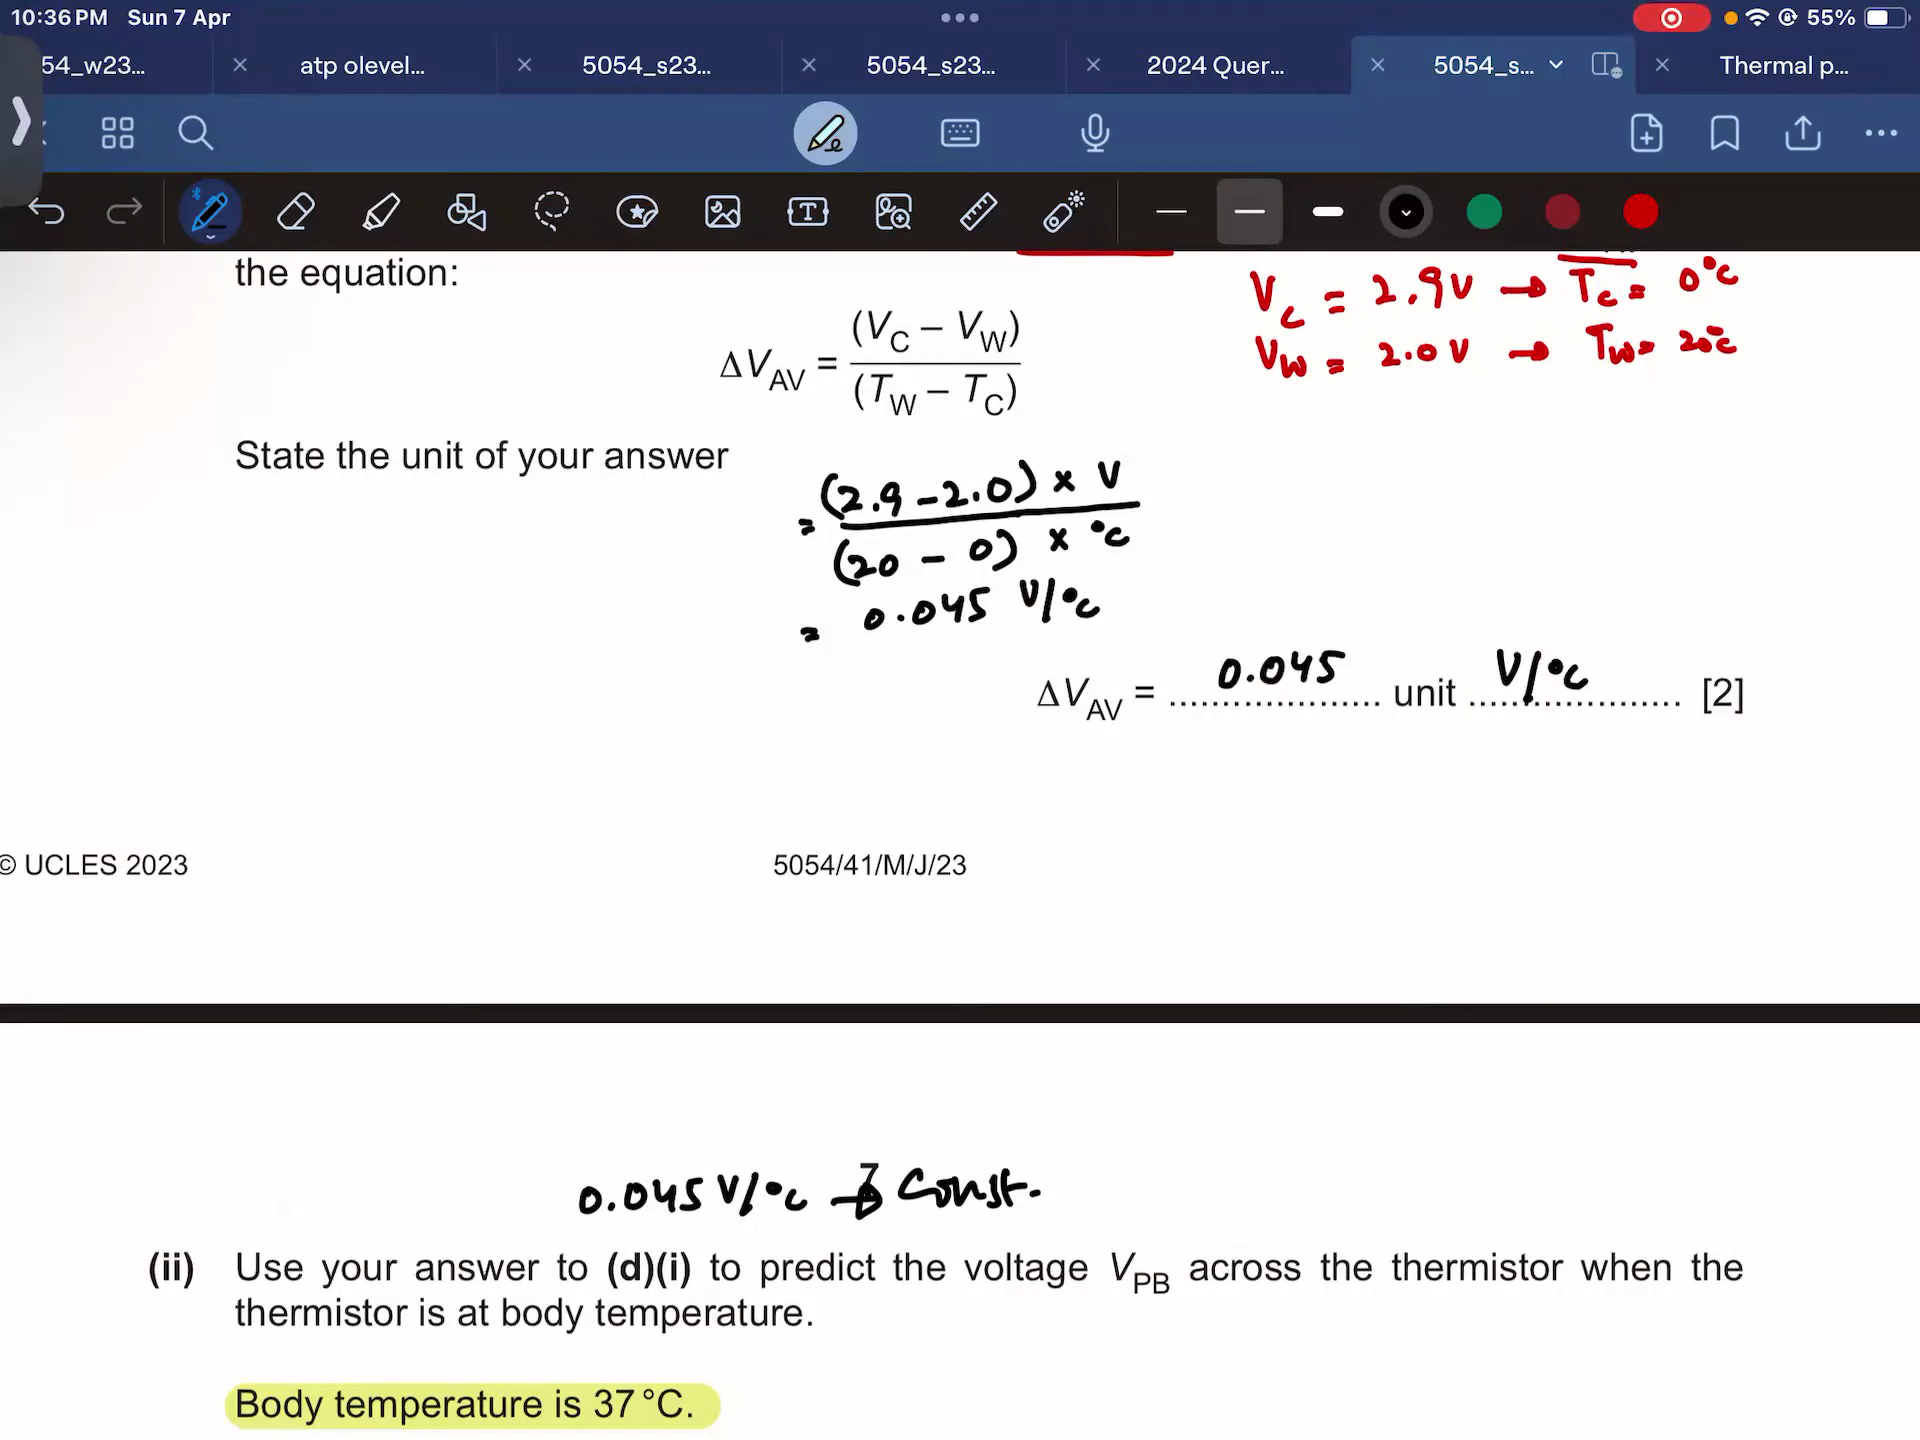 10:36 PM Sun 7 Apr
55%
54_w23...
atp olevel...
5054_s23...
5054_s23...
2024 Quer...
5054_s...
Thermal p...
the equation:
V_C = 2.9V → T_C = 0°C
V_W = 2.0V → T_W = 20°C
ΔV_AV = (V_C − V_W) / (T_W − T_C)
State the unit of your answer
= (2.9 − 2.0) × V
(20 − 0) × °C
= 0.045 V/°C
ΔV_AV = 0.045 unit V/°C [2]
© UCLES 2023
5054/41/M/J/23
7
0.045 V/°C → Const.
(ii) Use your answer to (d)(i) to predict the voltage V_PB across the thermistor when the
thermistor is at body temperature.
Body temperature is 37 °C.